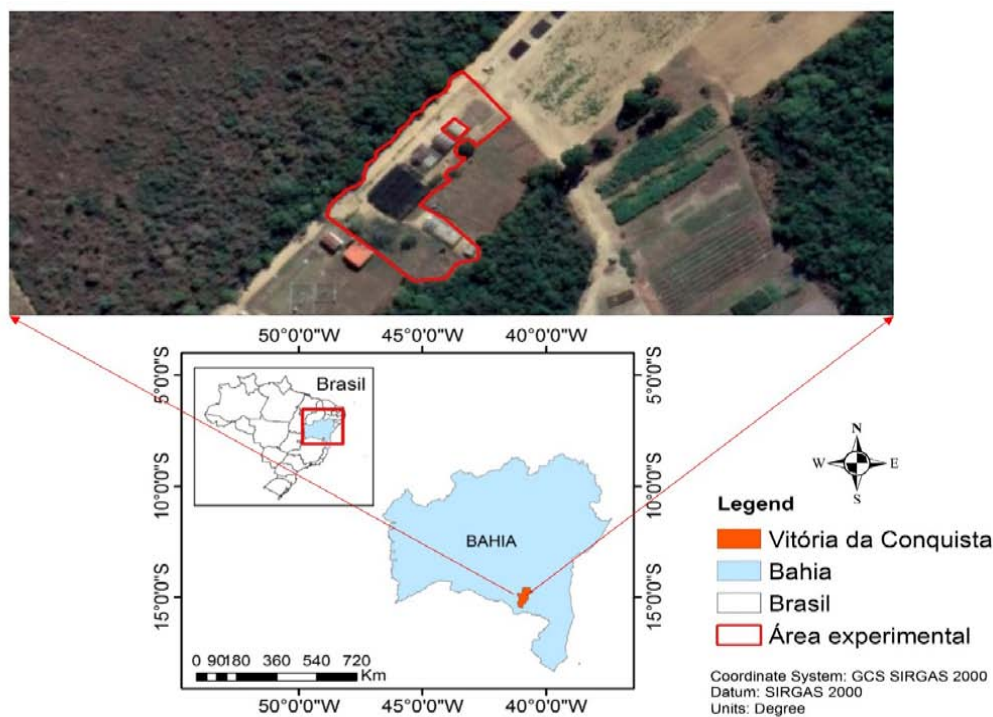 50°0'0"W 45°0'0"W 40°0'0"W
5°0'0"S
5°0'0"S
Brasil
10°0'0"S
10°0'0"S
BAHIA
15°0'0"S
15°0'0"S
0 90180 360 540 720
Km
50°0'0"W 45°0'0"W 40°0'0"W
N
W E
S
Legend
Vitória da Conquista
Bahia
Brasil
Área experimental
Coordinate System: GCS SIRGAS 2000
Datum: SIRGAS 2000
Units: Degree